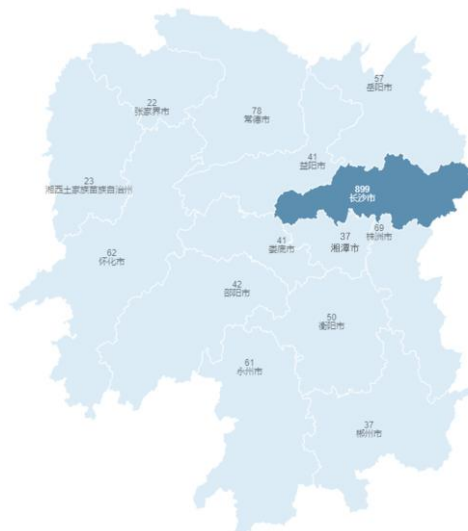 57
岳阳市
22
张家界市
78
常德市
41
益阳市
23
湘西土家族苗族自治州
899
长沙市
69
株洲市
37
湘潭市
41
娄底市
62
怀化市
42
邵阳市
50
衡阳市
61
永州市
37
郴州市